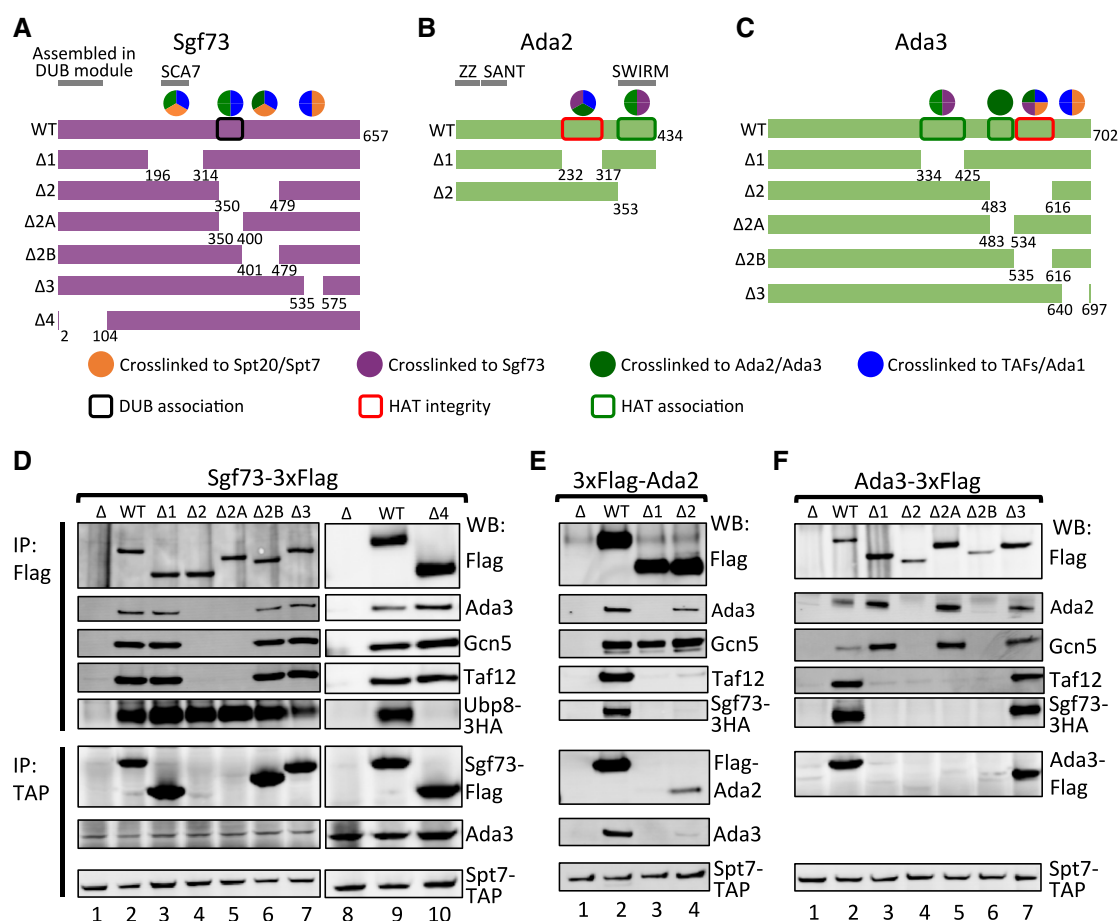 A
Sgf73
Assembled in
DUB module
SCA7
WT
657
Δ1
196 314
Δ2
350 479
Δ2A
350 400
Δ2B
401 479
Δ3
535 575
Δ4
2 104
B
Ada2
ZZ SANT SWIRM
WT
434
Δ1
232 317
Δ2
353
C
Ada3
WT
702
Δ1
334 425
Δ2
483 616
Δ2A
483 534
Δ2B
535 616
Δ3
640 697
Crosslinked to Spt20/Spt7
Crosslinked to Sgf73
Crosslinked to Ada2/Ada3
Crosslinked to TAFs/Ada1
DUB association
HAT integrity
HAT association
D
Sgf73-3xFlag
Δ WT Δ1 Δ2 Δ2A Δ2B Δ3 Δ WT Δ4
WB:
IP:
Flag
Flag
Ada3
Gcn5
Taf12
Ubp8-
3HA
IP:
TAP
Sgf73-
Flag
Ada3
Spt7-
TAP
1 2 3 4 5 6 7 8 9 10
E
3xFlag-Ada2
Δ WT Δ1 Δ2
WB:
Flag
Ada3
Gcn5
Taf12
Sgf73-
3HA
Flag-
Ada2
Ada3
Spt7-
TAP
1 2 3 4
F
Ada3-3xFlag
Δ WT Δ1 Δ2 Δ2A Δ2B Δ3
WB:
Flag
Ada2
Gcn5
Taf12
Sgf73-
3HA
Ada3-
Flag
Spt7-
TAP
1 2 3 4 5 6 7